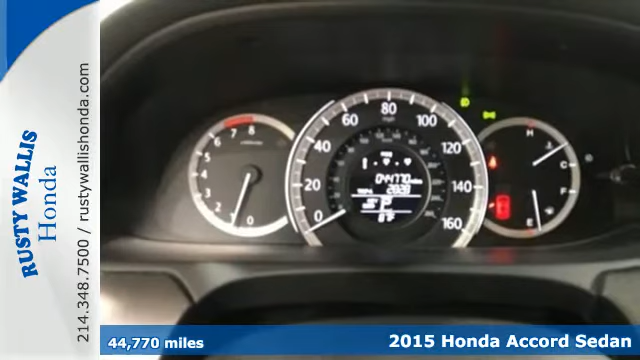 RUSTY WALLIS
Honda
214.348.7500 / rustywallishonda.com
80
60 100
40 120
20 140
0 160
8
7
6
5
4
3
2
1
0
H
C
F
E
044770
P
44,770 miles
2015 Honda Accord Sedan